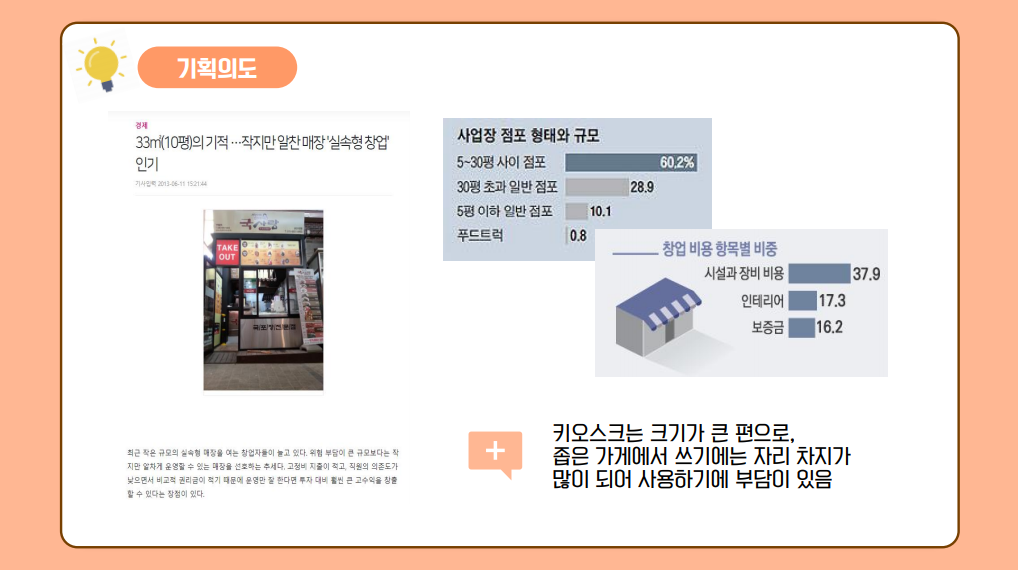 기획의도
경제
33㎡(10평)의 기적 …작지만 알찬 매장 '실속형 창업'
인기
기사입력 2013-06-11 15:21:44
TAKE
OUT
최근 작은 규모의 실속형 매장을 여는 창업자들이 늘고 있다. 위험 부담이 큰 규모보다는 작
지만 알차게 운영할 수 있는 매장을 선호하는 추세다. 고정비 지출이 적고, 직원의 의존도가
낮으면서 비교적 권리금이 적기 때문에 운영만 잘 한다면 투자 대비 훨씬 큰 고수익을 창출
할 수 있다는 장점이 있다.
사업장 점포 형태와 규모
5~30평 사이 점포 60.2%
30평 초과 일반 점포 28.9
5평 이하 일반 점포 10.1
푸드트럭 0.8
창업 비용 항목별 비중
시설과 장비 비용 37.9
인테리어 17.3
보증금 16.2
키오스크는 크기가 큰 편으로,
좁은 가게에서 쓰기에는 자리 차지가
많이 되어 사용하기에 부담이 있음